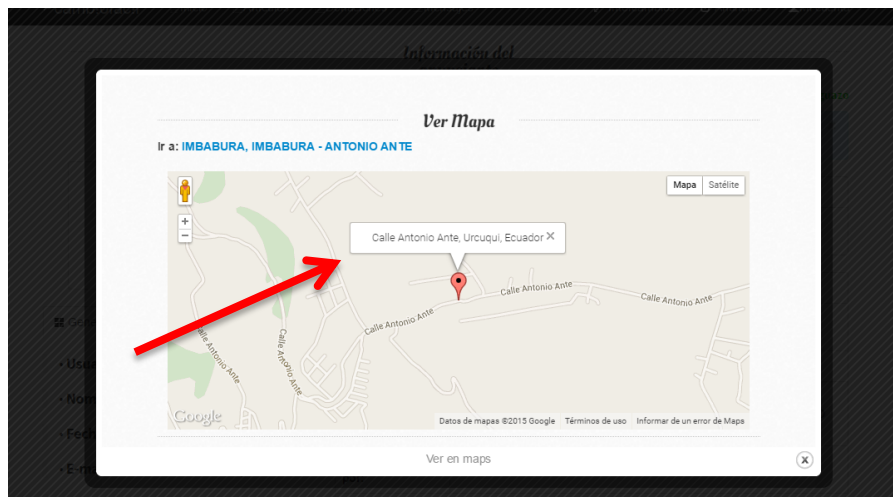 Información del
Ver Mapa
Ir a: IMBABURA, IMBABURA - ANTONIO ANTE
Mapa Satélite
+
−
Calle Antonio Ante, Urcuqui, Ecuador ×
Calle Antonio Ante
Calle Antonio Ante
Calle Antonio Ante
Calle Antonio Ante
Calle Antonio Ante
Google
Datos de mapas ©2015 Google Términos de uso Informar de un error de Maps
Ver en maps x